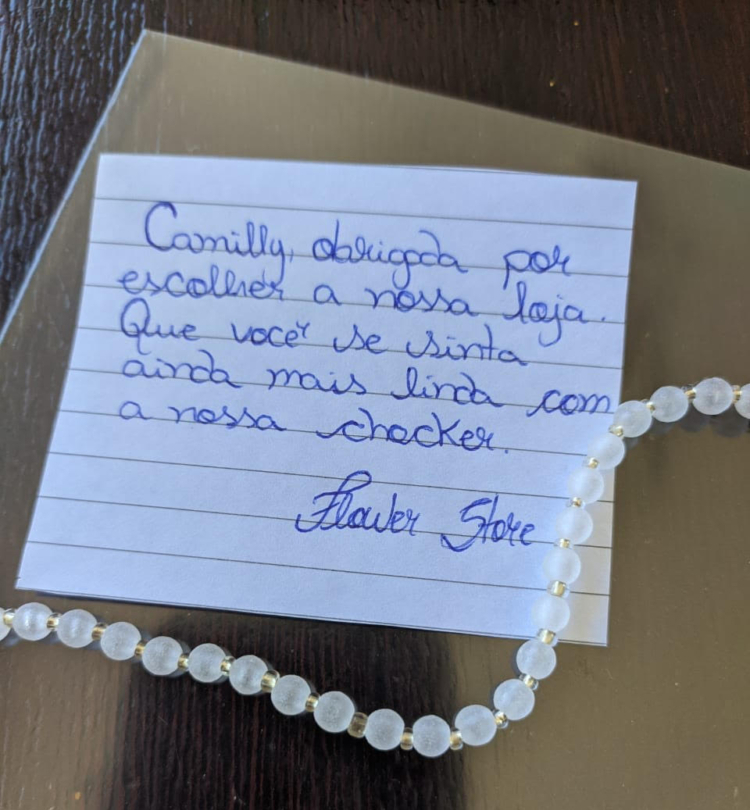 Camilly, obrigada por
escolher a nossa loja.
Que você se sinta
ainda mais linda com
a nossa chocker.
Flower Store